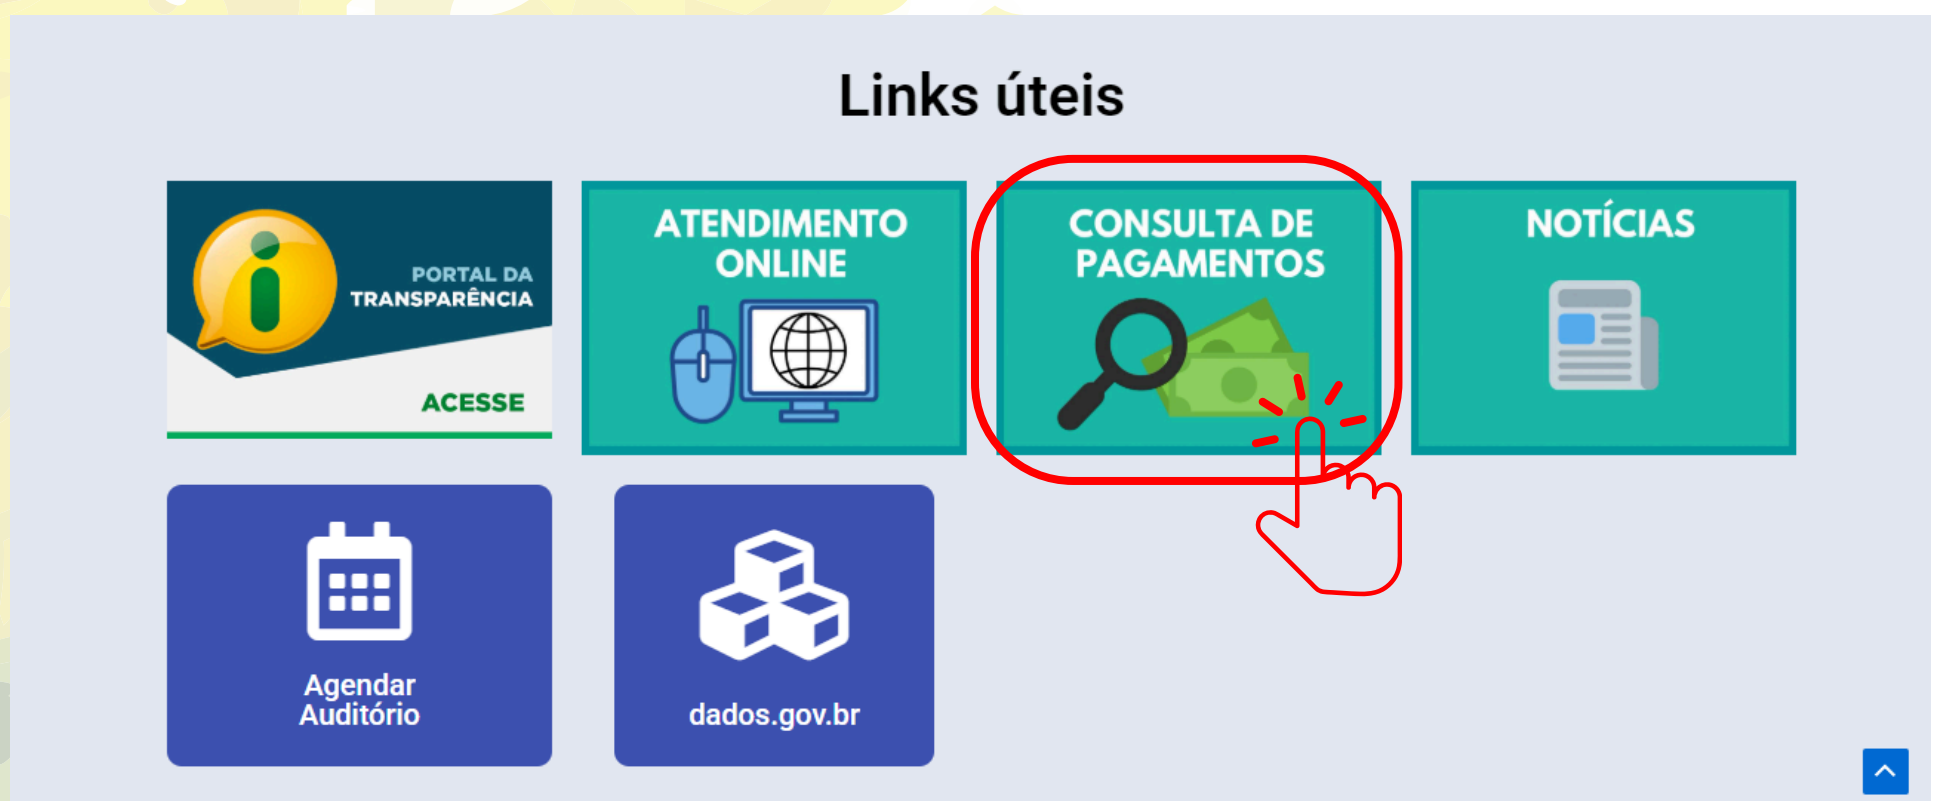 Links úteis
PORTAL DA
TRANSPARÊNCIA
ACESSE
ATENDIMENTO
ONLINE
CONSULTA DE
PAGAMENTOS
NOTÍCIAS
Agendar
Auditório
dados.gov.br